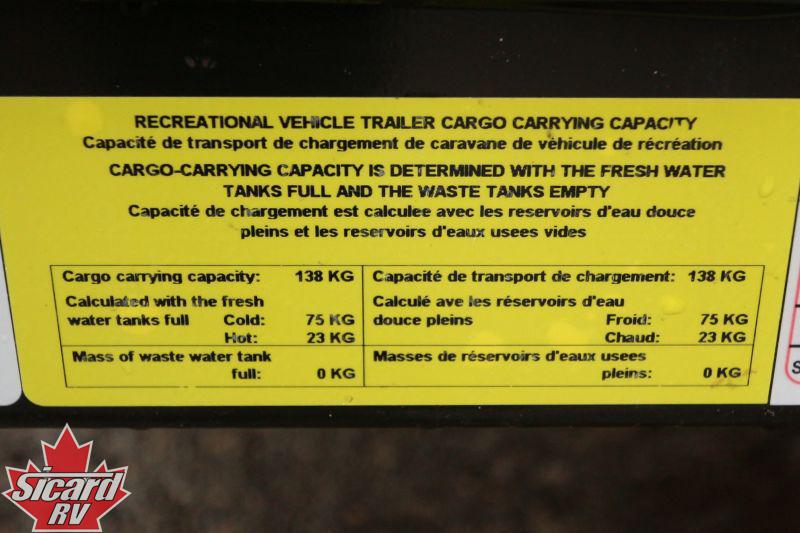 RECREATIONAL VEHICLE TRAILER CARGO CARRYING CAPACITY
Capacité de transport de chargement de caravane de véhicule de récréation
CARGO-CARRYING CAPACITY IS DETERMINED WITH THE FRESH WATER
TANKS FULL AND THE WASTE TANKS EMPTY
Capacité de chargement est calculee avec les reservoirs d'eau douce
pleins et les reservoirs d'eaux usees vides
Cargo carrying capacity: 138 KG
Calculated with the fresh
water tanks full Cold: 75 KG
Hot: 23 KG
Mass of waste water tank
full: 0 KG
Capacité de transport de chargement: 138 KG
Calculé ave les réservoirs d'eau
douce pleins Froid: 75 KG
Chaud: 23 KG
Masses de réservoirs d'eaux usees
pleins: 0 KG
S
Sicard
RV